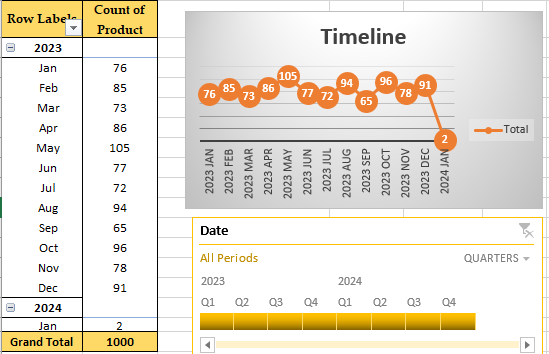 Row Labels Count of Product
2023
Jan 76
Feb 85
Mar 73
Apr 86
May 105
Jun 77
Jul 72
Aug 94
Sep 65
Oct 96
Nov 78
Dec 91
2024
Jan 2
Grand Total 1000
Timeline
76 85 73 86 105 77 72 94 65 96 78 91 2
2023 JAN
2023 FEB
2023 MAR
2023 APR
2023 MAY
2023 JUN
2023 JUL
2023 AUG
2023 SEP
2023 OCT
2023 NOV
2023 DEC
2024 JAN
Total
Date
All Periods QUARTERS
2023 2024
Q1 Q2 Q3 Q4 Q1 Q2 Q3 Q4